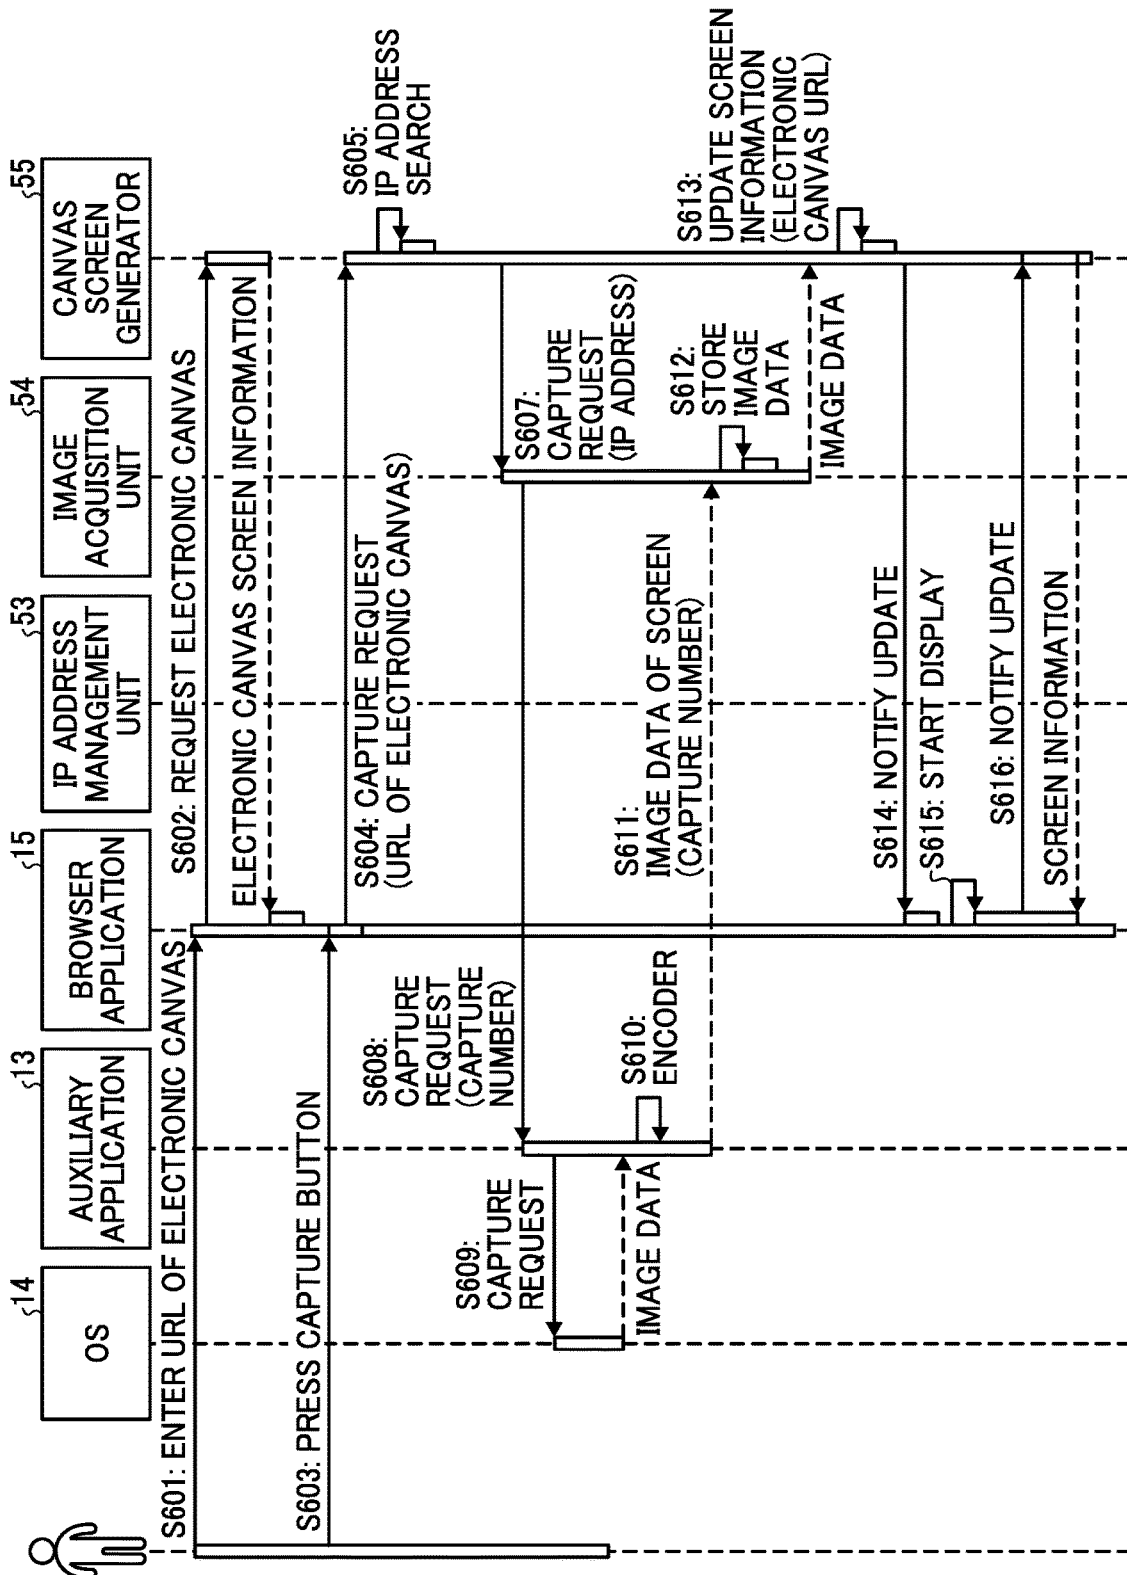 14
OS
13
AUXILIARY
APPLICATION
15
BROWSER
APPLICATION
53
IP ADDRESS
MANAGEMENT
UNIT
54
IMAGE
ACQUISITION
UNIT
55
CANVAS
SCREEN
GENERATOR
S601: ENTER URL OF ELECTRONIC CANVAS
S602: REQUEST ELECTRONIC CANVAS
ELECTRONIC CANVAS SCREEN INFORMATION
S603: PRESS CAPTURE BUTTON
S604: CAPTURE REQUEST
(URL OF ELECTRONIC CANVAS)
S605:
IP ADDRESS
SEARCH
S607:
CAPTURE
REQUEST
(IP ADDRESS)
S608:
CAPTURE
REQUEST
(CAPTURE
NUMBER)
S609:
CAPTURE
REQUEST
IMAGE DATA
S610:
ENCODER
S611:
IMAGE DATA OF SCREEN
(CAPTURE NUMBER)
S612:
STORE
IMAGE
DATA
IMAGE DATA
S613:
UPDATE SCREEN
INFORMATION
(ELECTRONIC
CANVAS URL)
S614: NOTIFY UPDATE
S615: START DISPLAY
S616: NOTIFY UPDATE
SCREEN INFORMATION